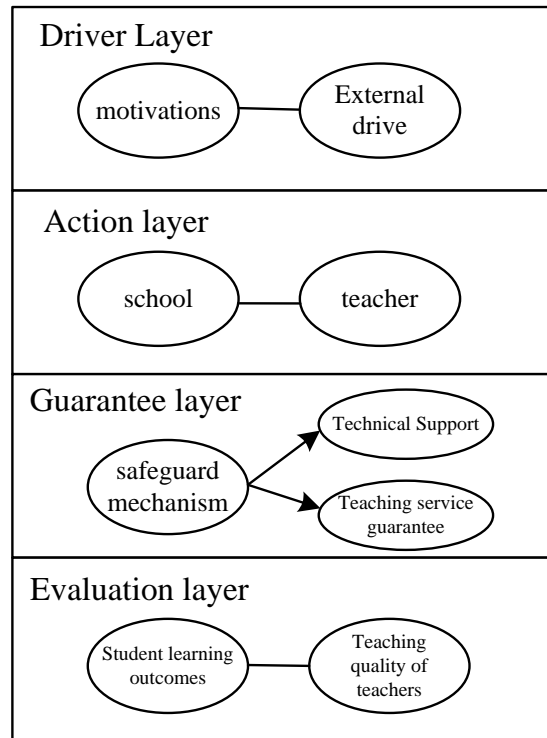 Driver Layer
motivations
External
drive
Action layer
school
teacher
Guarantee layer
Technical Support
safeguard
mechanism
Teaching service
guarantee
Evaluation layer
Student learning
outcomes
Teaching
quality of
teachers